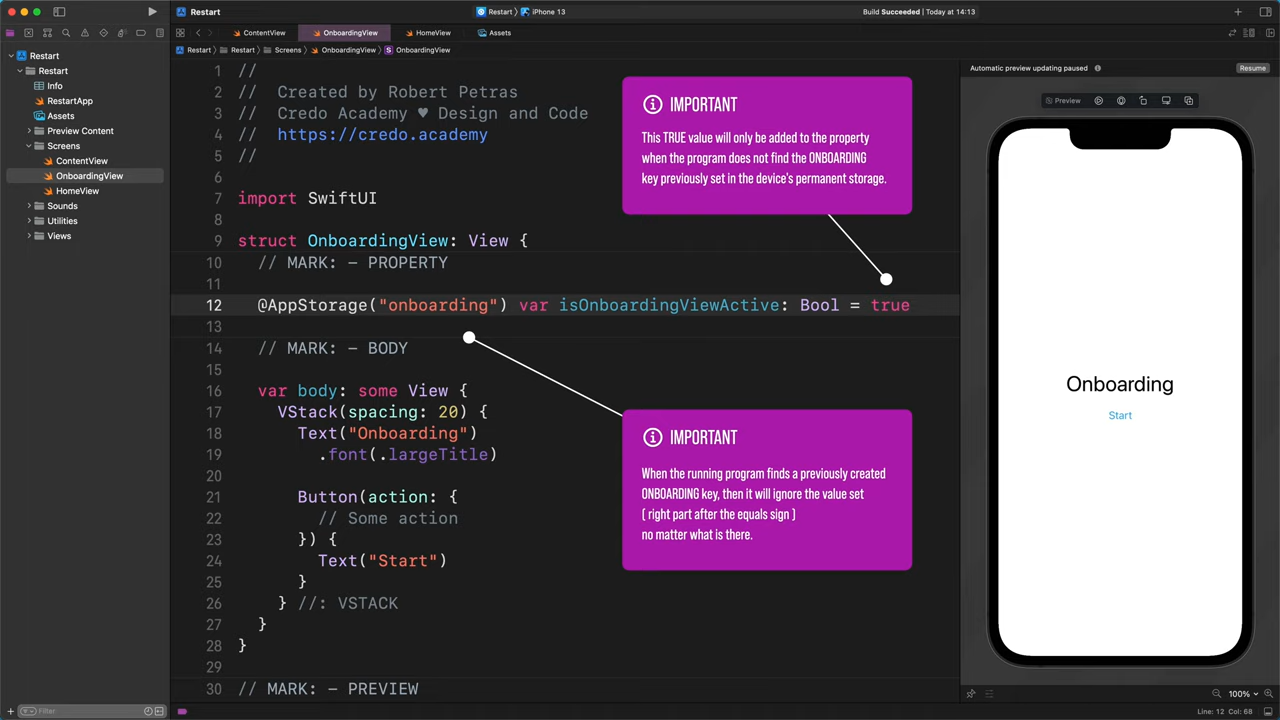 Restart
Restart 〉 iPhone 13
Build Succeeded | Today at 14:13
ContentView
OnboardingView
HomeView
Assets
Restart 〉 Restart 〉 Screens 〉 OnboardingView 〉 S OnboardingView
Restart
Restart
Info
RestartApp
Assets
Preview Content
Screens
ContentView
OnboardingView
HomeView
Sounds
Utilities
Views
Filter
1 //
2 // Created by Robert Petras
3 // Credo Academy ♥ Design and Code
4 // https://credo.academy
5 //
6
7 import SwiftUI
8
9 struct OnboardingView: View {
10 // MARK: - PROPERTY
11
12 @AppStorage("onboarding") var isOnboardingViewActive: Bool = true
13
14 // MARK: - BODY
15
16 var body: some View {
17 VStack(spacing: 20) {
18 Text("Onboarding")
19 .font(.largeTitle)
20
21 Button(action: {
22 // Some action
23 }) {
24 Text("Start")
25 }
26 } //: VSTACK
27 }
28 }
29
30 // MARK: - PREVIEW
IMPORTANT
This TRUE value will only be added to the property
when the program does not find the ONBOARDING
key previously set in the device's permanent storage.
IMPORTANT
When the running program finds a previously created
ONBOARDING key, then it will ignore the value set
( right part after the equals sign )
no matter what is there.
Automatic preview updating paused
Resume
Preview
Onboarding
Start
100%
Line: 12 Col: 68